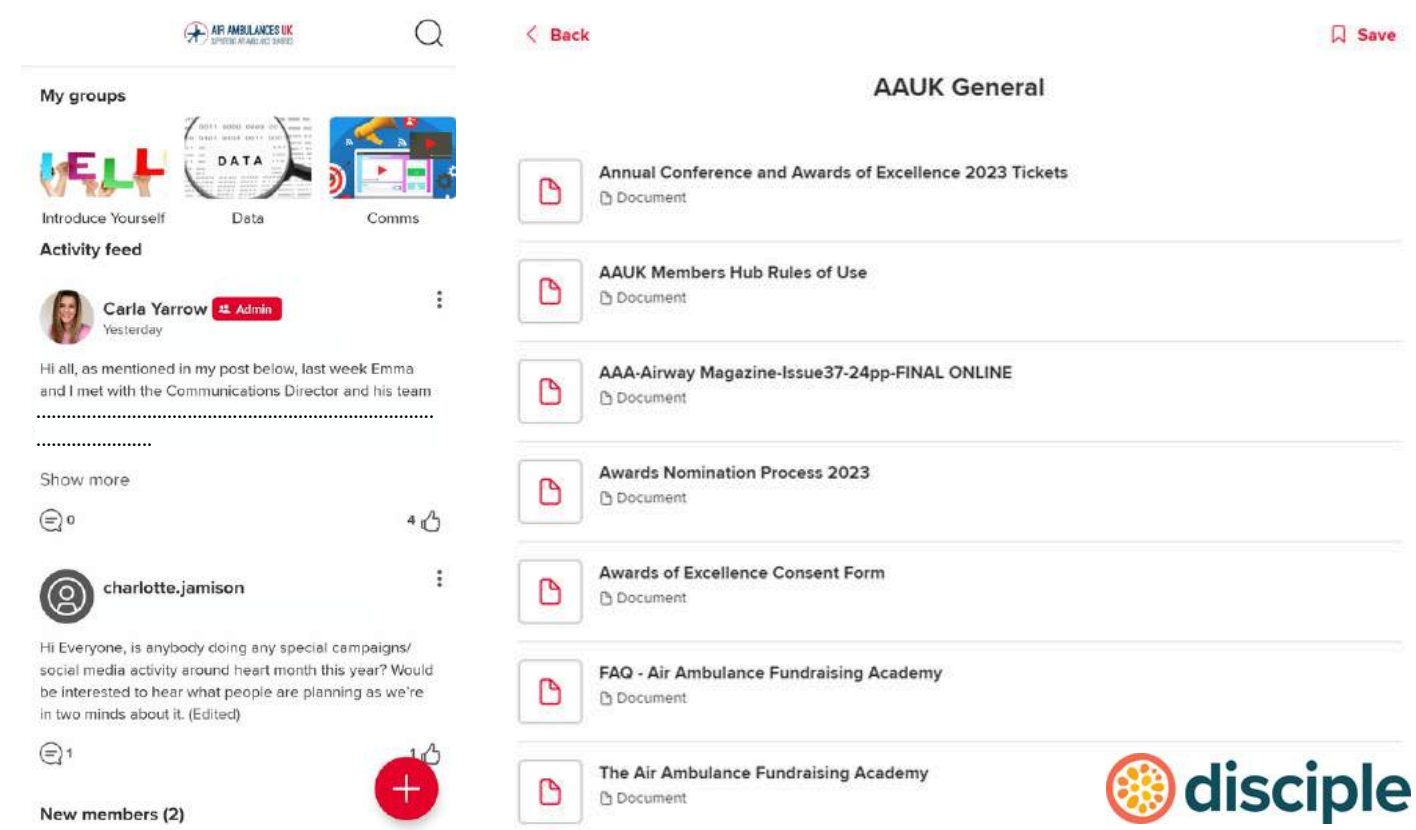 AIR AMBULANCES UK
My groups
DATA
Introduce Yourself
Data
Comms
Activity feed
Carla Yarrow Admin
Yesterday
Hi all, as mentioned in my post below, last week Emma
and I met with the Communications Director and his team
Show more
0
4
charlotte.jamison
Hi Everyone, is anybody doing any special campaigns/
social media activity around heart month this year? Would
be interested to hear what people are planning as we're
in two minds about it. (Edited)
1
1
New members (2)
Back
Save
AAUK General
Annual Conference and Awards of Excellence 2023 Tickets
Document
AAUK Members Hub Rules of Use
Document
AAA-Airway Magazine-Issue37-24pp-FINAL ONLINE
Document
Awards Nomination Process 2023
Document
Awards of Excellence Consent Form
Document
FAQ - Air Ambulance Fundraising Academy
Document
The Air Ambulance Fundraising Academy
Document
disciple